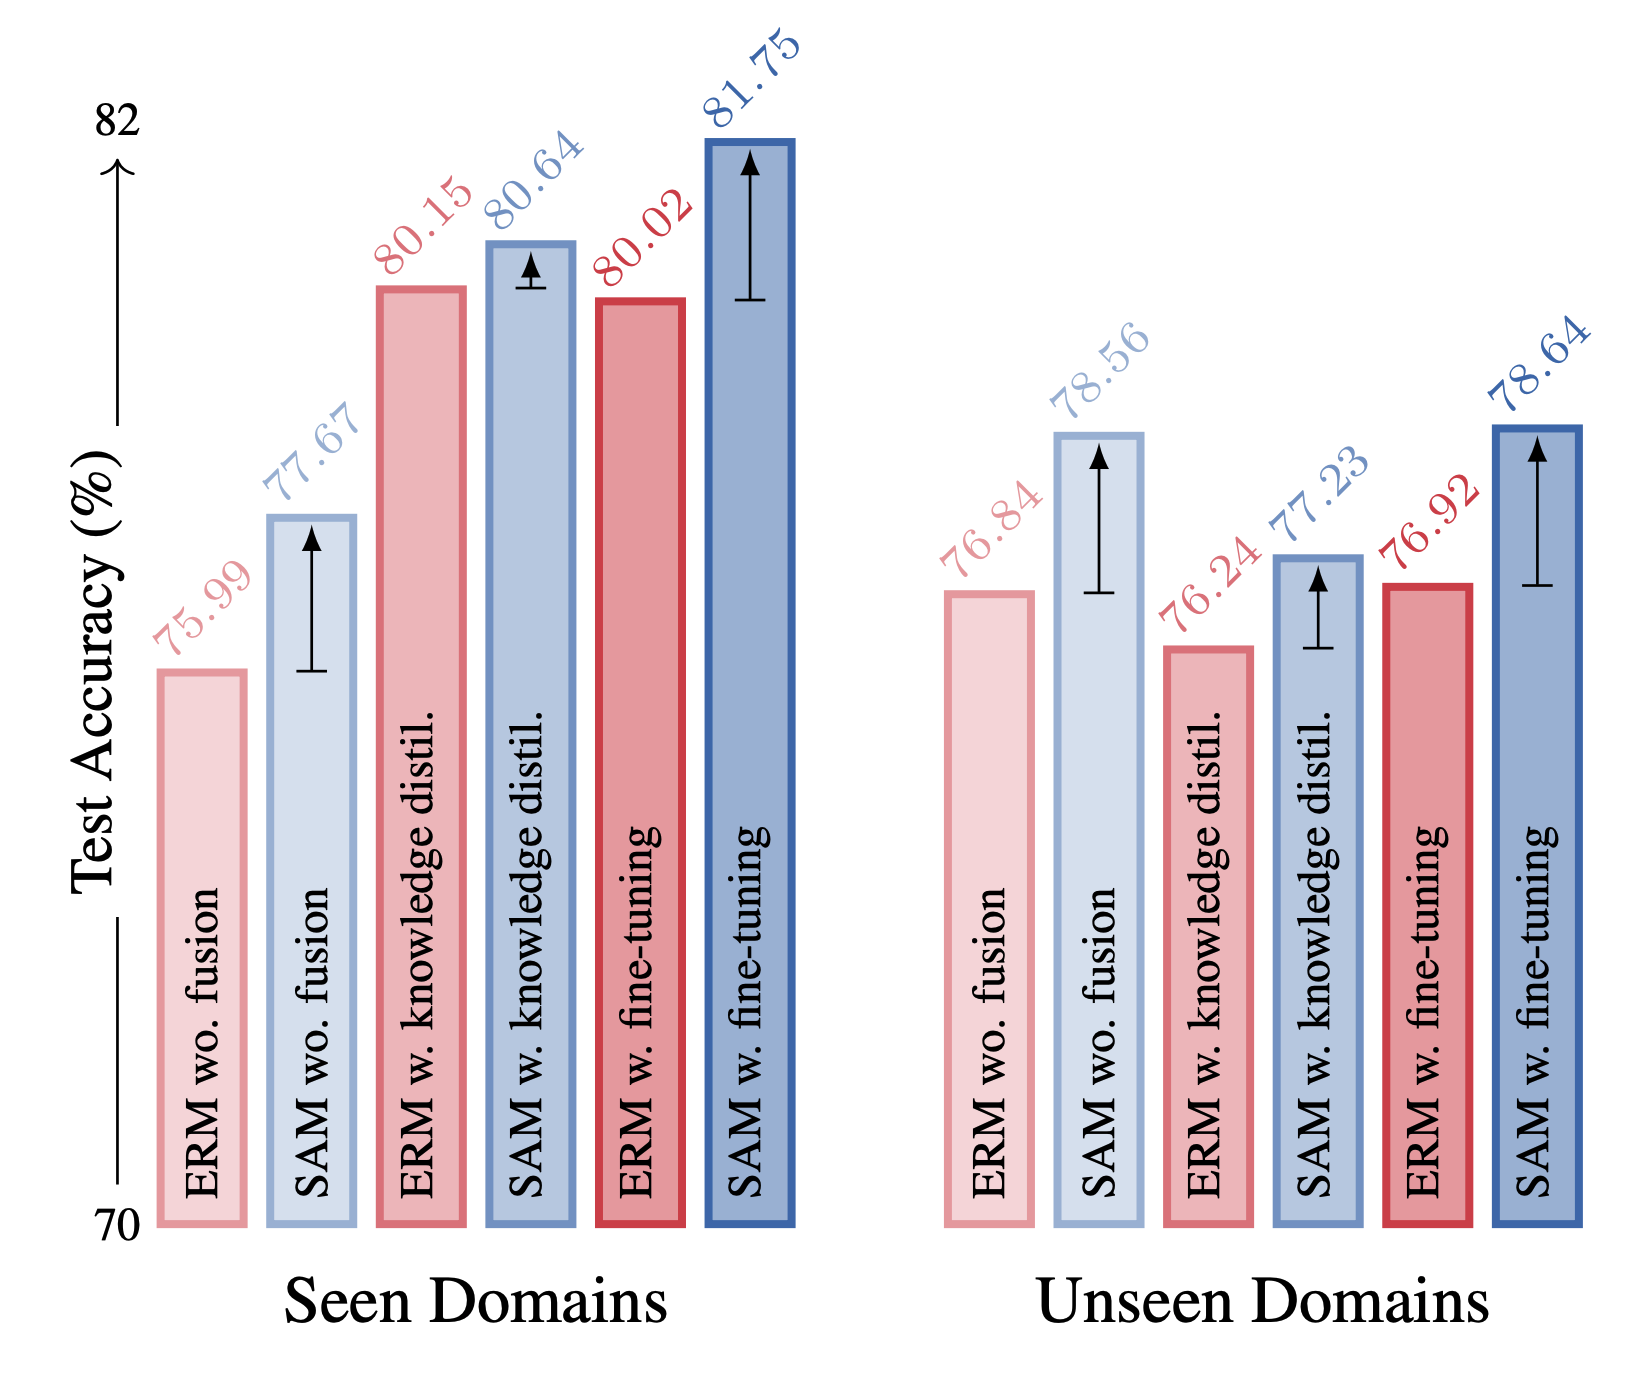 82
Test Accuracy (%)
70
75.99
77.67
80.15
80.64
80.02
81.75
ERM wo. fusion
SAM wo. fusion
ERM w. knowledge distil.
SAM w. knowledge distil.
ERM w. fine-tuning
SAM w. fine-tuning
Seen Domains
76.84
78.56
76.24
77.23
76.92
78.64
ERM wo. fusion
SAM wo. fusion
ERM w. knowledge distil.
SAM w. knowledge distil.
ERM w. fine-tuning
SAM w. fine-tuning
Unseen Domains